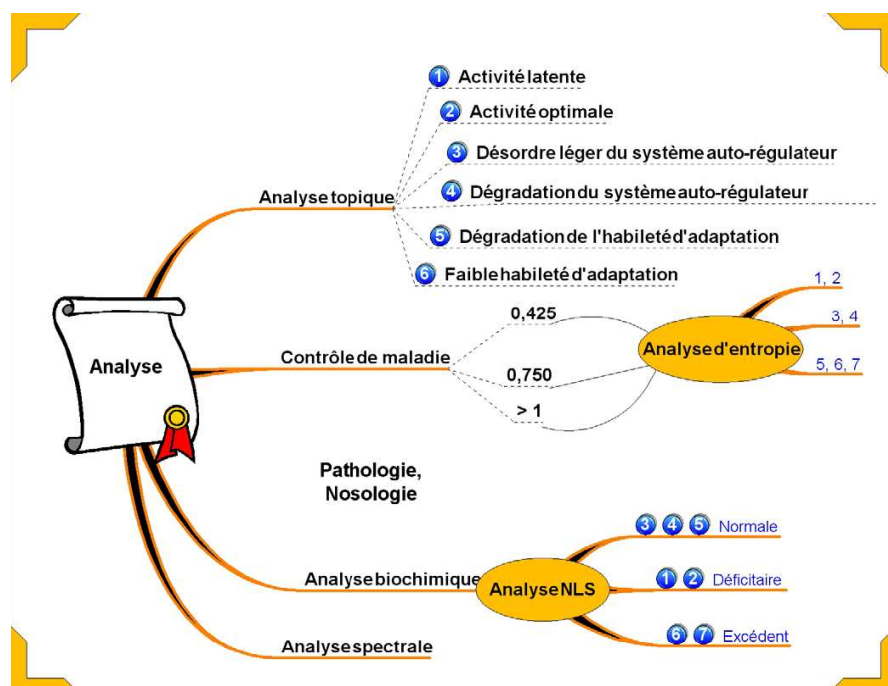 1 Activité latente
2 Activité optimale
3 Désordre léger du système auto-régulateur
Analyse topique
4 Dégradation du système auto-régulateur
5 Dégradation de l'habileté d'adaptation
6 Faible habileté d'adaptation
1, 2
0,425
3, 4
Analyse
Contrôle de maladie
Analyse d'entropie
5, 6, 7
0,750
> 1
Pathologie,
Nosologie
3 4 5 Normale
Analyse biochimique
Analyse NLS
1 2 Déficitaire
6 7 Excédent
Analyse spectrale